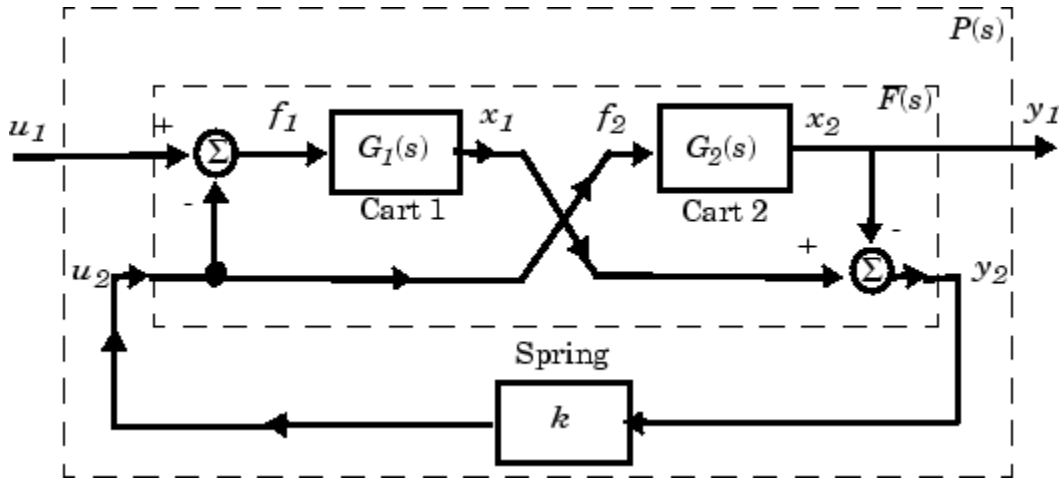 P(s)
F(s)
u1
+
Σ
-
f1
G1(s)
Cart 1
x1
f2
G2(s)
Cart 2
x2
y1
u2
+
-
Σ
y2
Spring
k